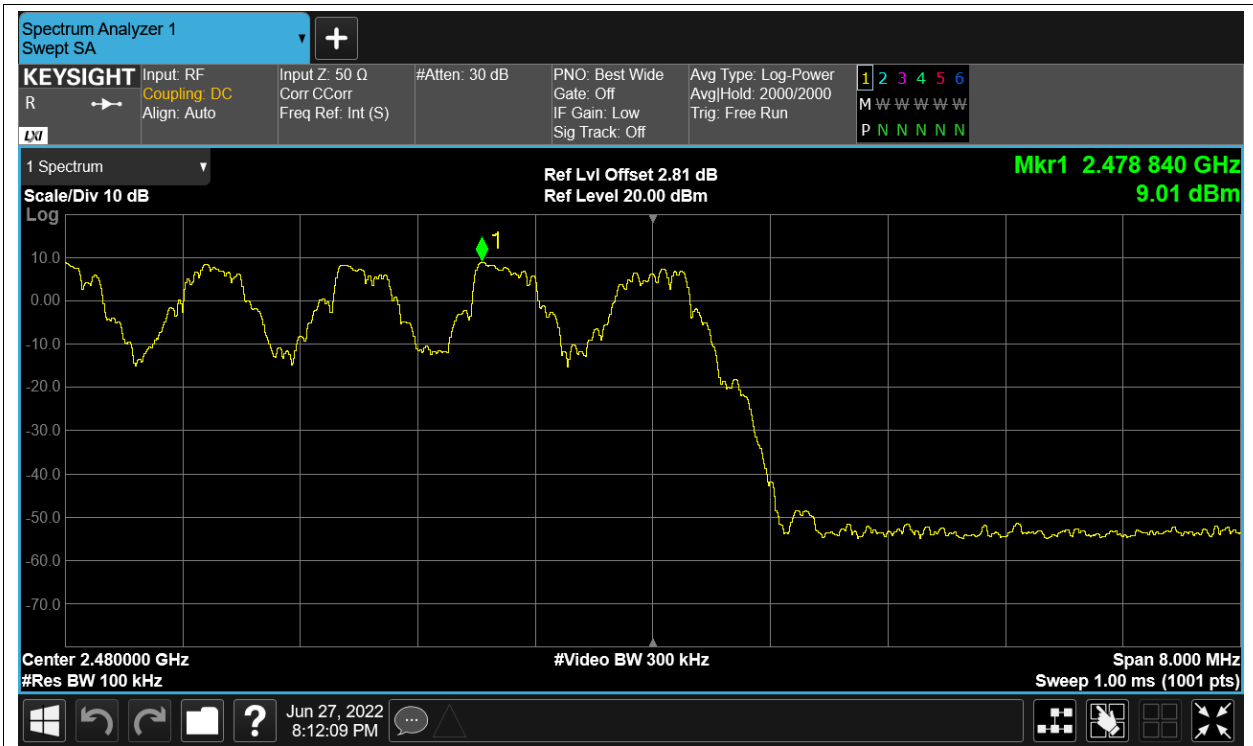 Spectrum Analyzer 1
Swept SA
KEYSIGHT
R
LXI
Input: RF
Coupling: DC
Align: Auto
Input Z: 50 Ω
Corr CCorr
Freq Ref: Int (S)
#Atten: 30 dB
PNO: Best Wide
Gate: Off
IF Gain: Low
Sig Track: Off
Avg Type: Log-Power
Avg|Hold: 2000/2000
Trig: Free Run
1 2 3 4 5 6
M W W W W W
P N N N N N
1 Spectrum
Scale/Div 10 dB
Log
Ref Lvl Offset 2.81 dB
Ref Level 20.00 dBm
Mkr1 2.478 840 GHz
9.01 dBm
1
10.0
0.00
-10.0
-20.0
-30.0
-40.0
-50.0
-60.0
-70.0
Center 2.480000 GHz
#Res BW 100 kHz
#Video BW 300 kHz
Span 8.000 MHz
Sweep 1.00 ms (1001 pts)
?
Jun 27, 2022
8:12:09 PM